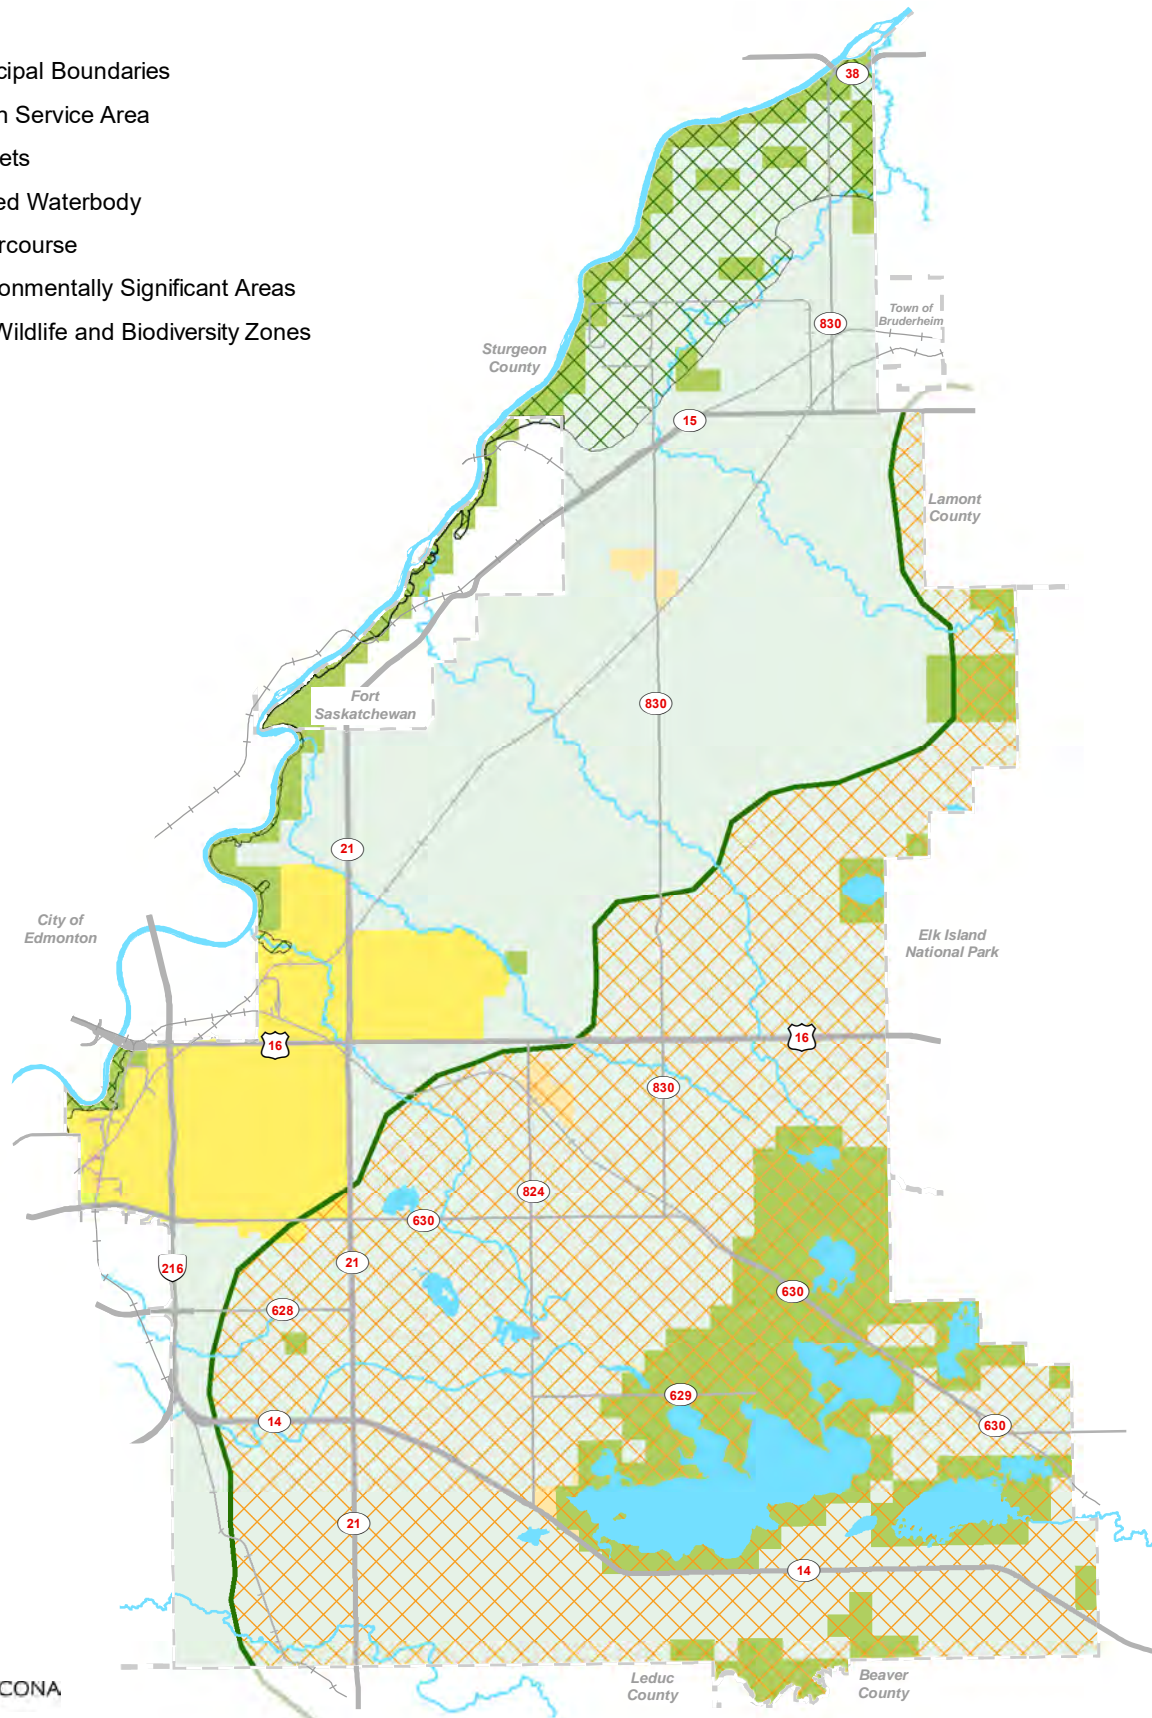 cipal Boundaries
n Service Area
ets
ed Waterbody
rcourse
onmentally Significant Areas
Wildlife and Biodiversity Zones
38
Town of
Bruderheim
830
Sturgeon
County
15
Lamont
County
Fort
Saskatchewan
830
21
City of
Edmonton
Elk Island
National Park
16
16
830
824
630
21
216
628
630
629
14
630
21
14
Leduc
County
Beaver
County
CONA